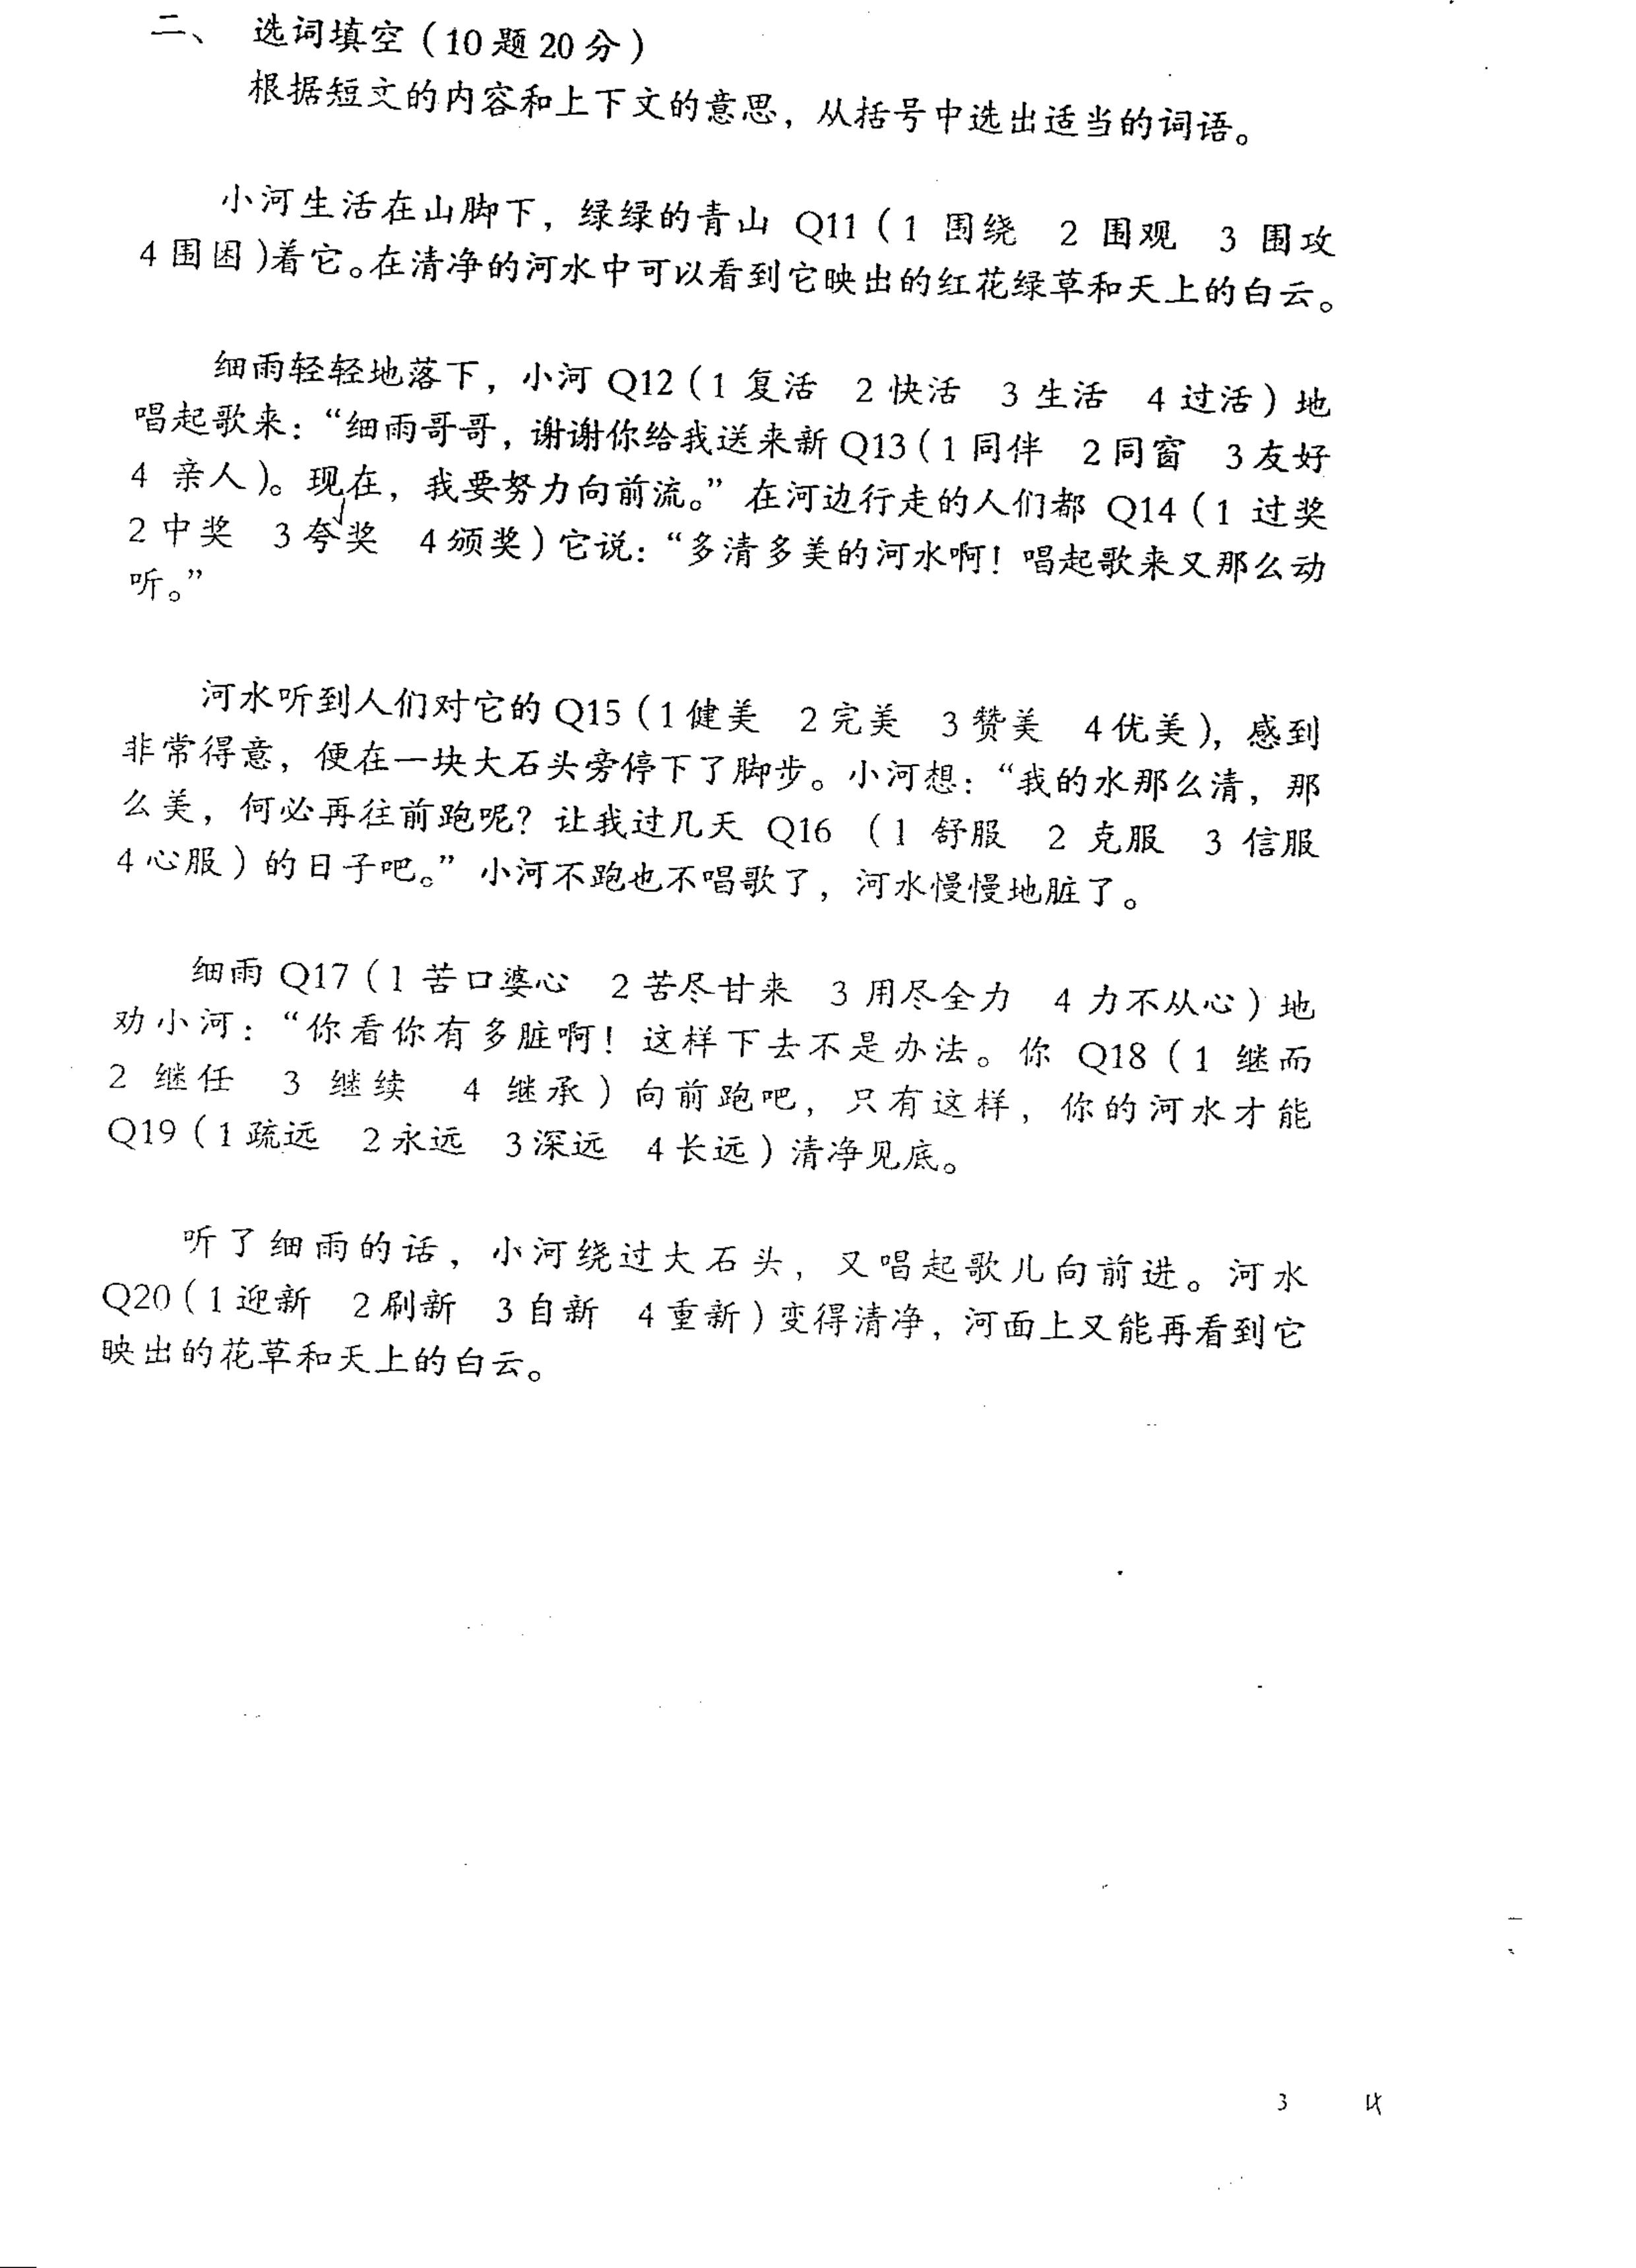 二、 选词填空（10题20分）
根据短文的内容和上下文的意思，从括号中选出适当的词语。
小河生活在山脚下，绿绿的青山 Q11（1 围绕 2 围观 3 围攻
4 围困）着它。在清净的河水中可以看到它映出的红花绿草和天上的白云。
细雨轻轻地落下，小河 Q12（1 复活 2 快活 3 生活 4 过活）地
唱起歌来：“细雨哥哥，谢谢你给我送来新 Q13（1 同伴 2 同窗 3 友好
4 亲人）。现在，我要努力向前流。”在河边行走的人们都 Q14（1 过奖
2 中奖 3 夸奖 4 颁奖）它说：“多清多美的河水啊！唱起歌来又那么动
听。”
河水听到人们对它的 Q15（1 健美 2 完美 3 赞美 4 优美），感到
非常得意，便在一块大石头旁停下了脚步。小河想：“我的水那么清，那
么美，何必再往前跑呢？让我过几天 Q16 （1 舒服 2 克服 3 信服
4 心服）的日子吧。”小河不跑也不唱歌了，河水慢慢地脏了。
细雨 Q17（1 苦口婆心 2 苦尽甘来 3 用尽全力 4 力不从心）地
劝小河：“你看你有多脏啊！这样下去不是办法。你 Q18（1 继而
2 继任 3 继续 4 继承）向前跑吧，只有这样，你的河水才能
Q19（1 疏远 2 永远 3 深远 4 长远）清净见底。
听了细雨的话，小河绕过大石头，又唱起歌儿向前进。河水
Q20（1 迎新 2 刷新 3 自新 4 重新）变得清净，河面上又能再看到它
映出的花草和天上的白云。
3